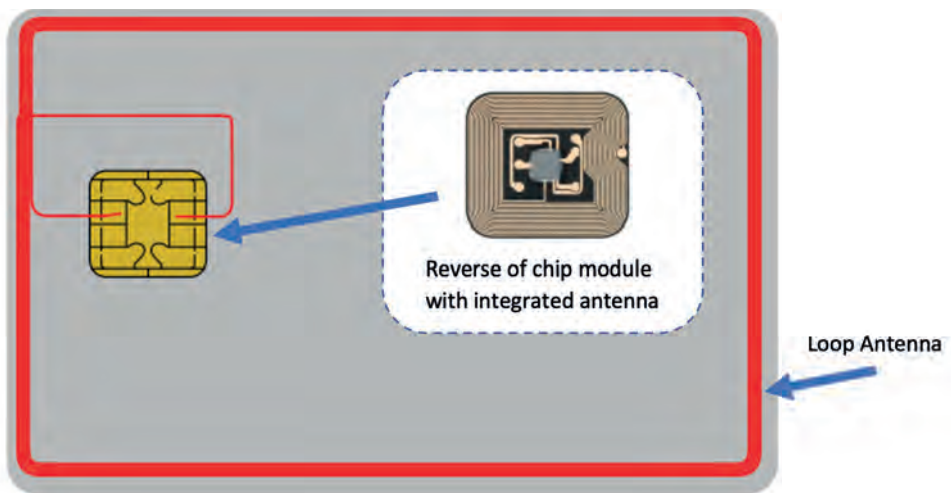 Reverse of chip module
with integrated antenna
Loop Antenna